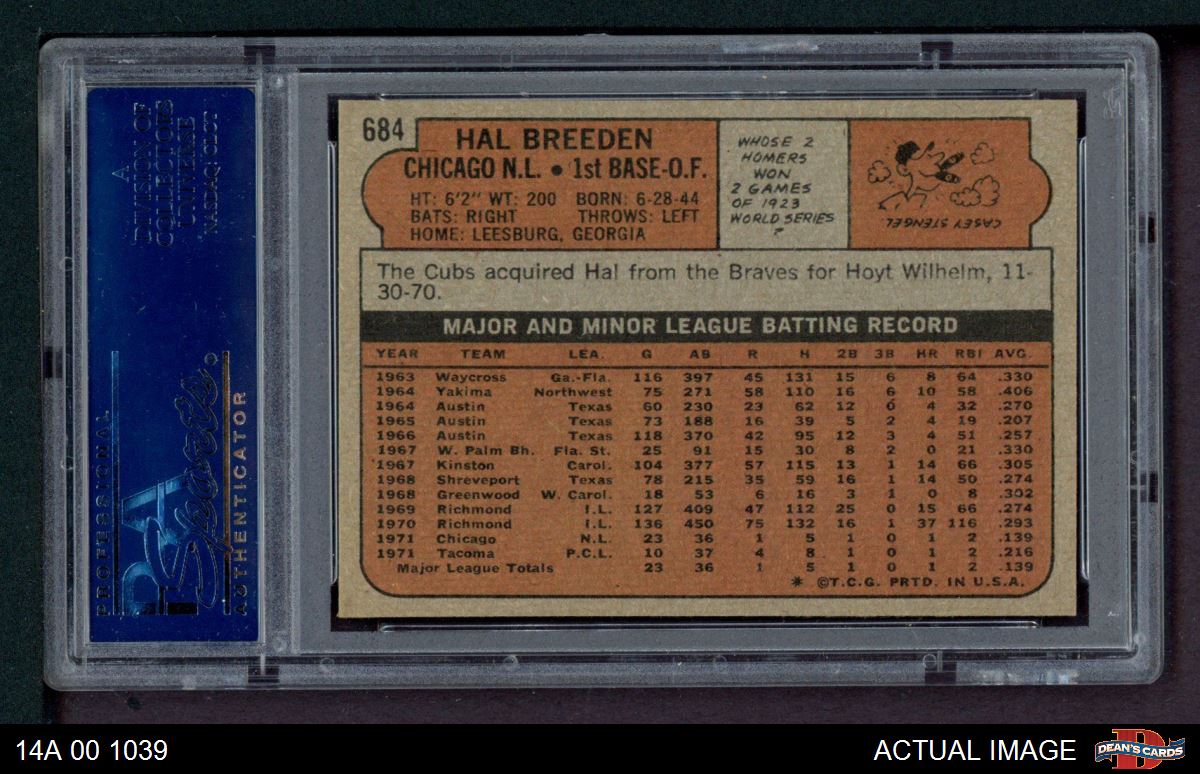 A
DIVISION OF
COLLECTORS
UNIVERSE
NASDAQ: CLCT
PROFESSIONAL
PSA
Sports
AUTHENTICATOR
684
HAL BREEDEN
CHICAGO N.L. • 1st BASE-O.F.
HT: 6'2" WT: 200 BORN: 6-28-44
BATS: RIGHT THROWS: LEFT
HOME: LEESBURG, GEORGIA
WHOSE 2
HOMERS
WON
2 GAMES
OF 1923
WORLD SERIES
?
CASEY STENGEL
The Cubs acquired Hal from the Braves for Hoyt Wilhelm, 11-
30-70.
MAJOR AND MINOR LEAGUE BATTING RECORD
YEAR TEAM LEA. G AB R H 2B 3B HR RBI AVG.
1963 Waycross Ga.-Fla. 116 397 45 131 15 6 8 64 .330
1964 Yakima Northwest 75 271 58 110 16 6 10 58 .406
1964 Austin Texas 60 230 23 62 12 0 4 32 .270
1965 Austin Texas 73 188 16 39 5 2 4 19 .207
1966 Austin Texas 118 370 42 95 12 3 4 51 .257
1967 W. Palm Bh. Fla. St. 25 91 15 30 8 2 0 21 .330
1967 Kinston Carol. 104 377 57 115 13 1 14 66 .305
1968 Shreveport Texas 78 215 35 59 16 1 14 50 .274
1968 Greenwood W. Carol. 18 53 6 16 3 1 0 8 .302
1969 Richmond I.L. 127 409 47 112 25 0 15 66 .274
1970 Richmond I.L. 136 450 75 132 16 1 37 116 .293
1971 Chicago N.L. 23 36 1 5 1 0 1 2 .139
1971 Tacoma P.C.L. 10 37 4 8 1 0 1 2 .216
Major League Totals 23 36 1 5 1 0 1 2 .139
* ©T.C.G. PRTD. IN U.S.A.
14A 00 1039
ACTUAL IMAGE
DEAN'S CARDS